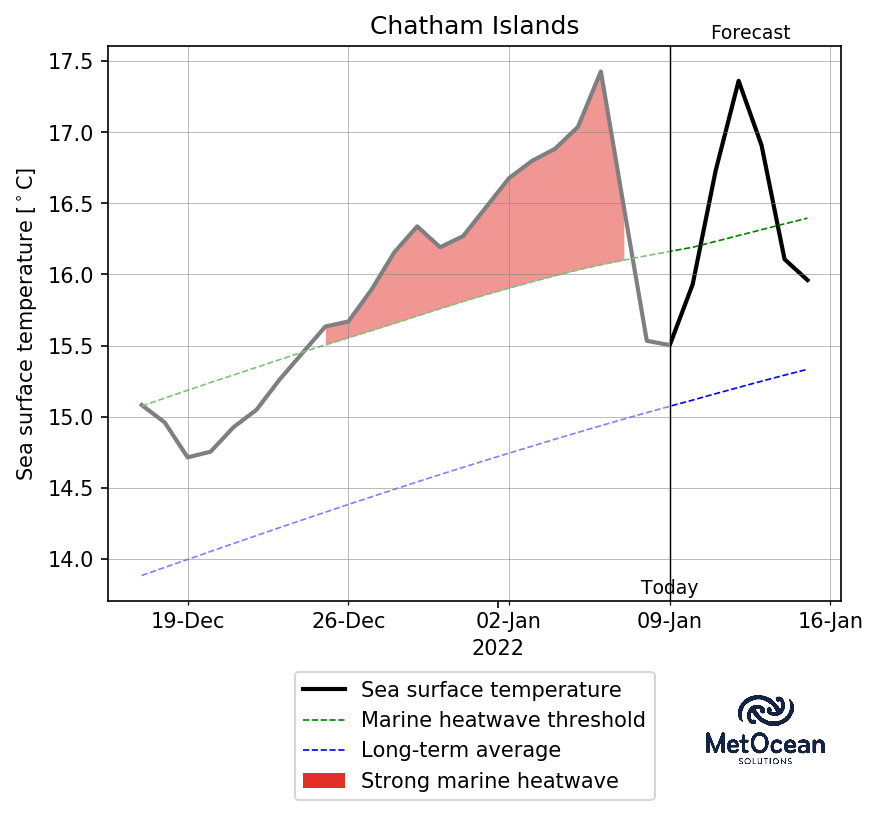 Chatham Islands
Forecast
17.5
17.0
16.5
16.0
15.5
15.0
14.5
14.0
Sea surface temperature [°C]
Today
19-Dec 26-Dec 02-Jan 09-Jan 16-Jan
2022
Sea surface temperature
Marine heatwave threshold
Long-term average
Strong marine heatwave
MetOcean
SOLUTIONS